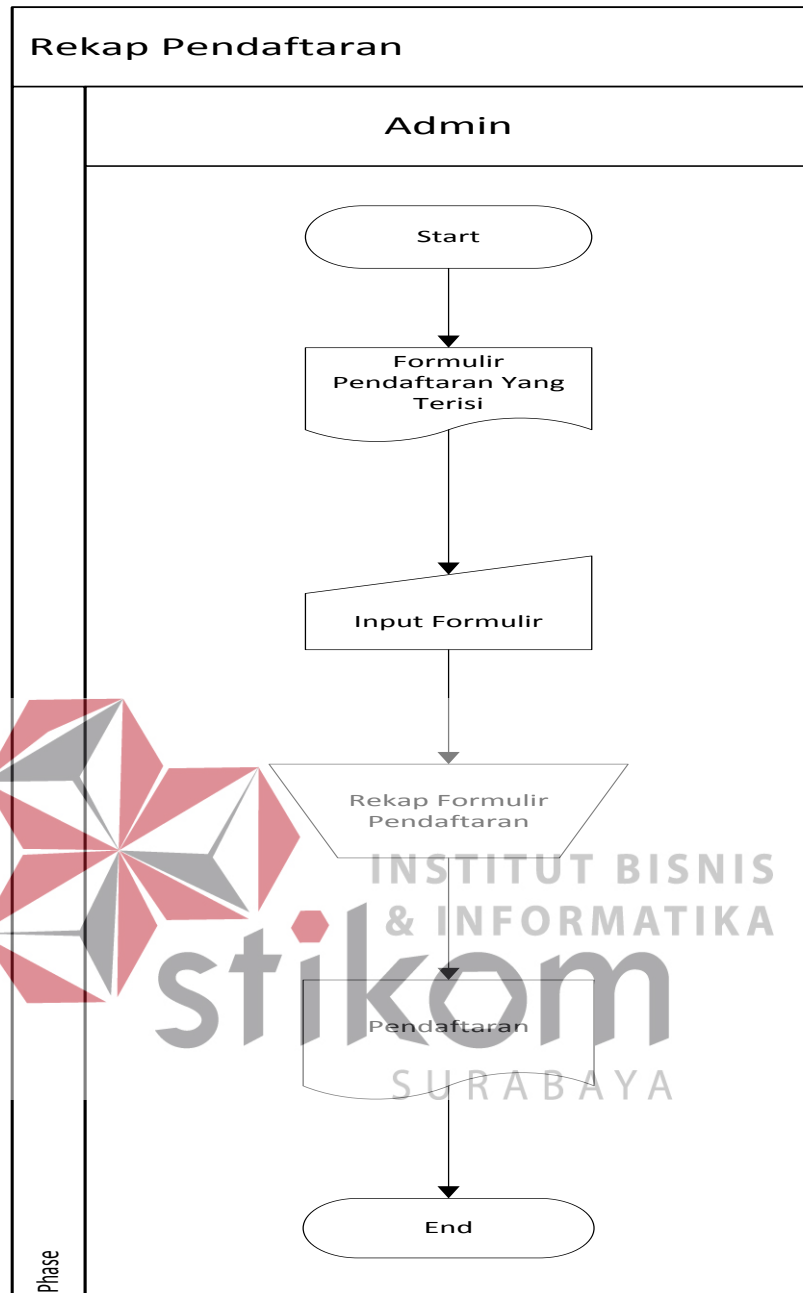 Rekap Pendaftaran
Admin
Start
Formulir
Pendaftaran Yang
Terisi
Input Formulir
Rekap Formulir
Pendaftaran
INSTITUT BISNIS
& INFORMATIKA
stikom
Pendaftaran
SURABAYA
End
Phase